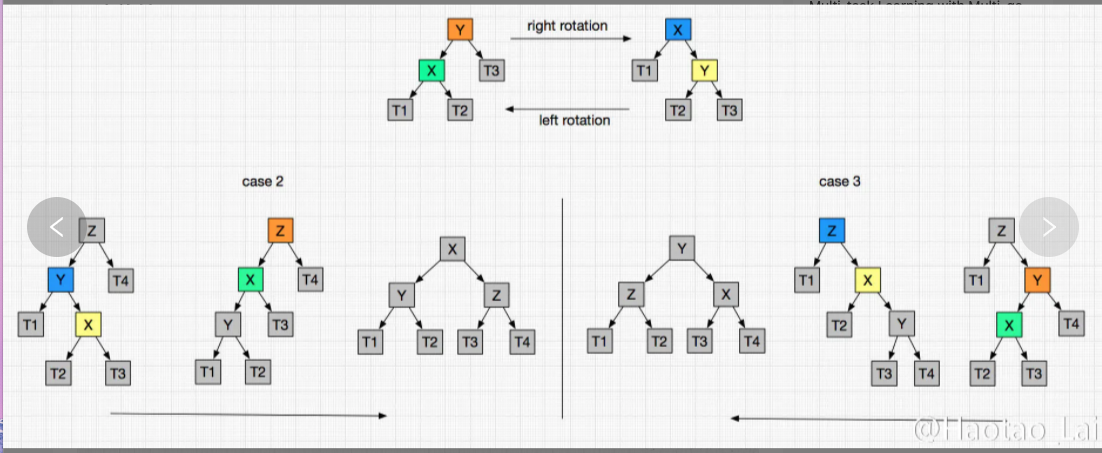 Multi-task Learning with Multi-ga
Y
right rotation
X
X
T3
T1
Y
T1
T2
T2
T3
left rotation
case 2
case 3
Z
Y
T4
T1
X
T2
T3
Z
X
T4
Y
T3
T1
T2
X
Y
Z
T1
T2
T3
T4
Y
Z
X
T1
T2
T3
T4
Z
T1
X
T2
Y
T3
T4
Z
T1
Y
X
T4
T2
T3
@Haotao_Lai